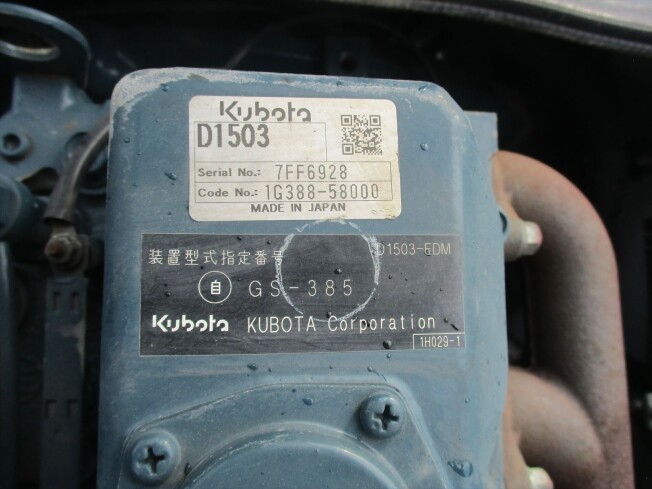 Kubota
D1503
Serial No.: 7FF6928
Code No.: 1G388-58000
MADE IN JAPAN
装置型式指定番号 D1503-EDM
自 GS-385
Kubota KUBOTA Corporation
1H029-1